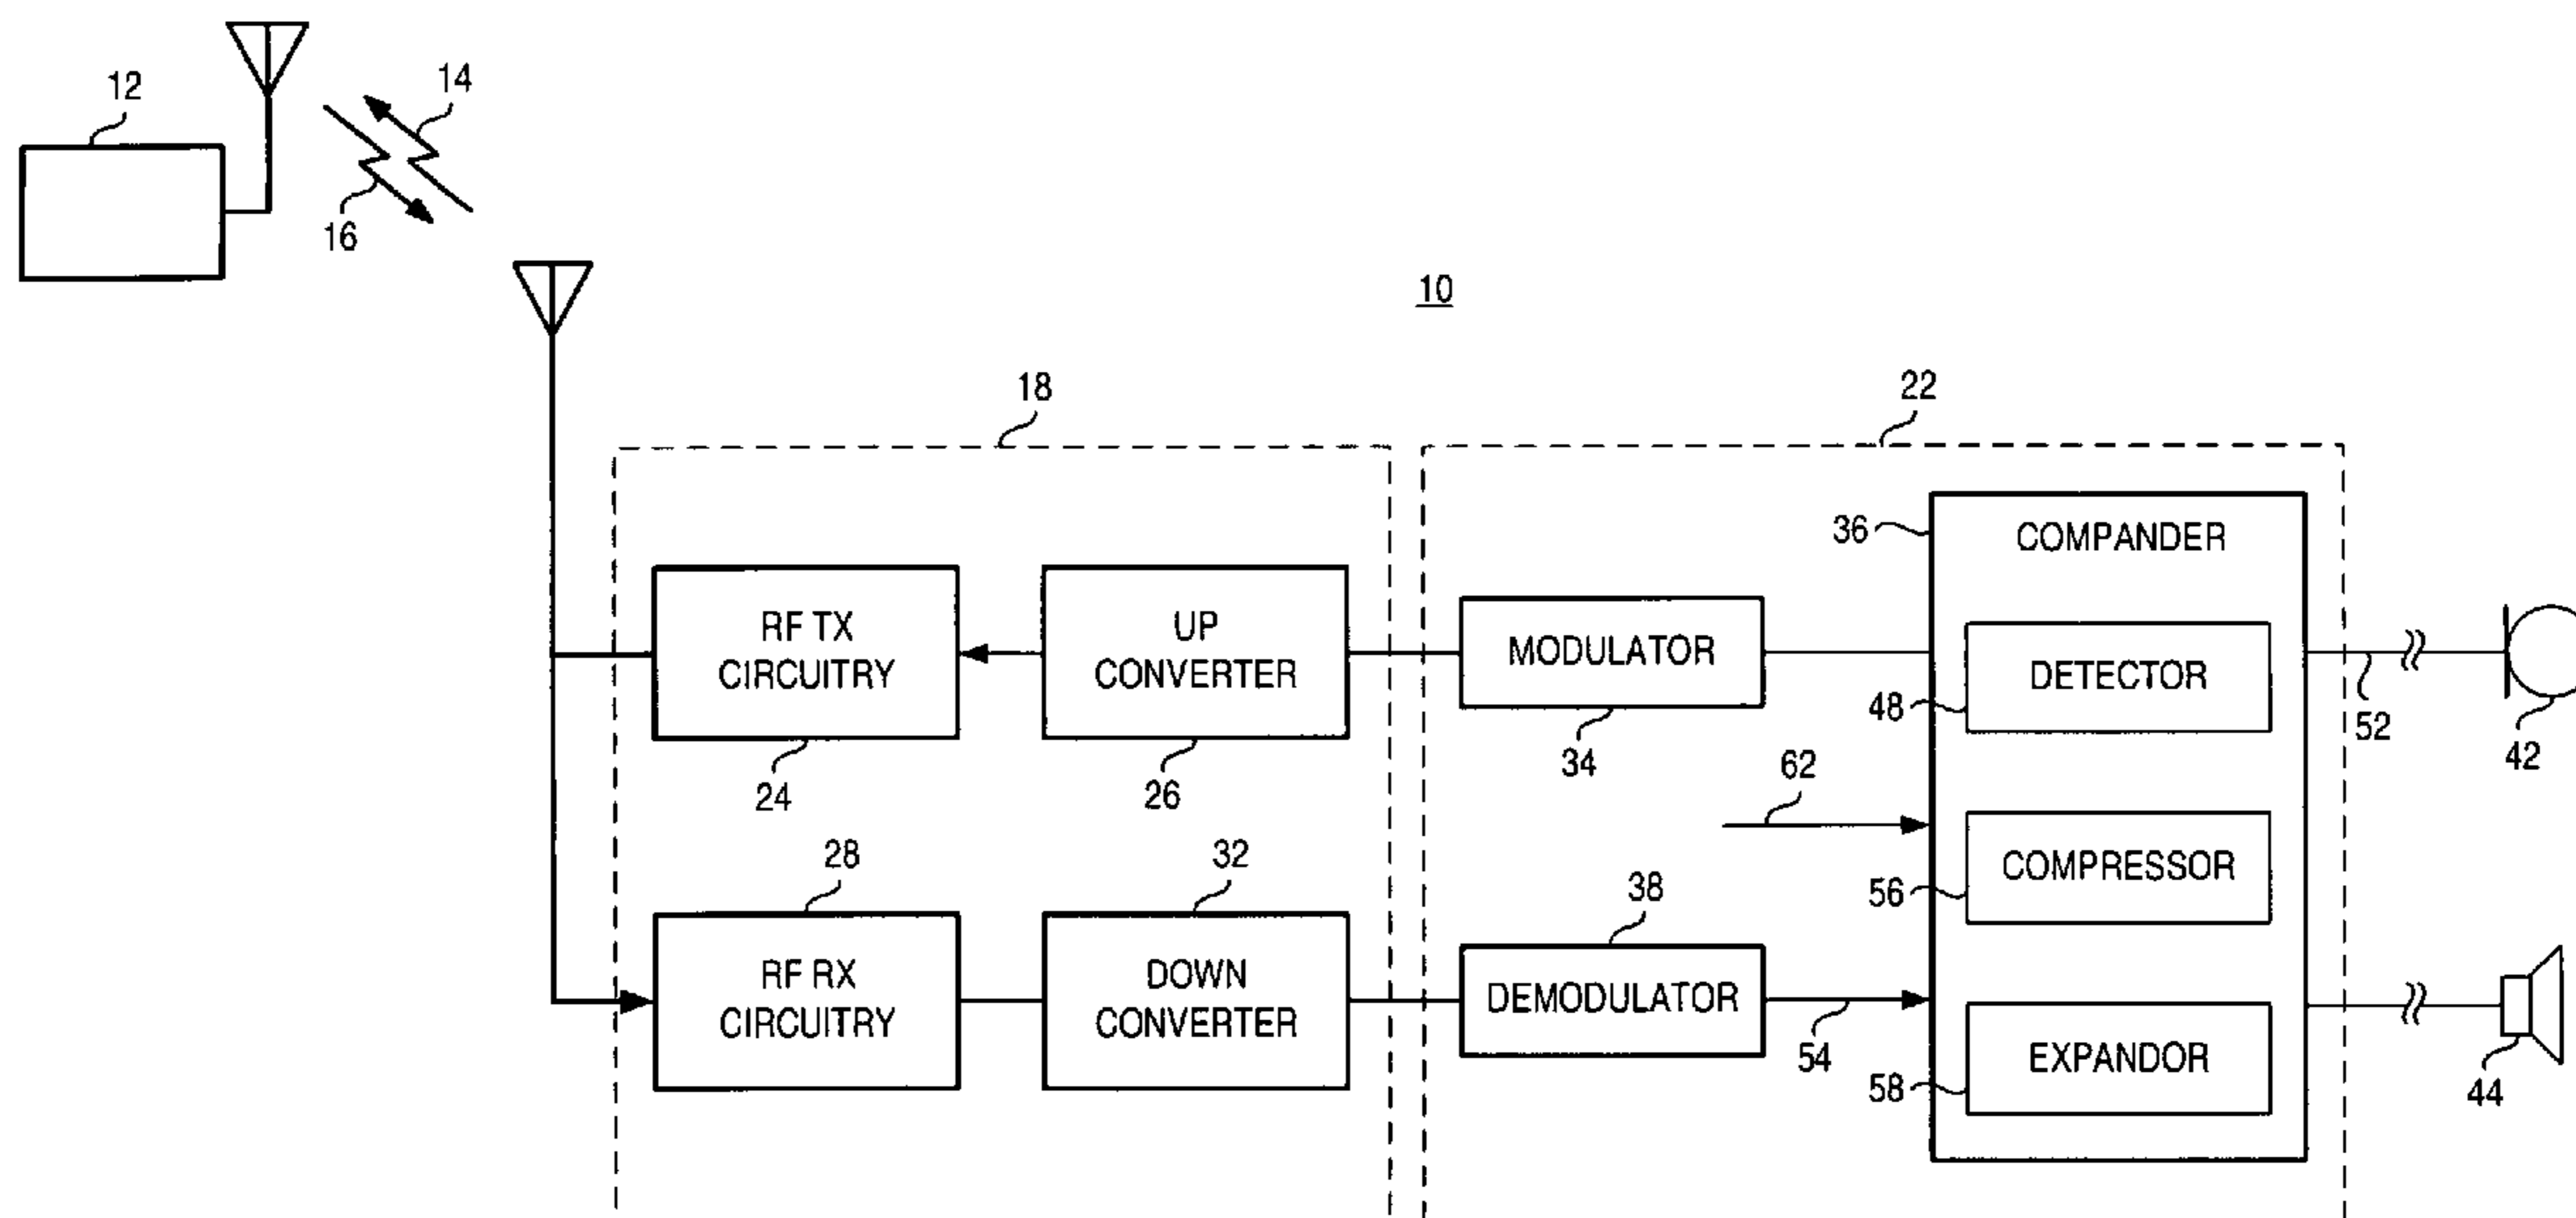 12
14
16
10
18
22
36
COMPANDER
RF TX
CIRCUITRY
UP
CONVERTER
MODULATOR
DETECTOR
48
52
42
34
24
26
62
28
32
COMPRESSOR
56
38
RF RX
CIRCUITRY
DOWN
CONVERTER
DEMODULATOR
54
EXPANDOR
58
44